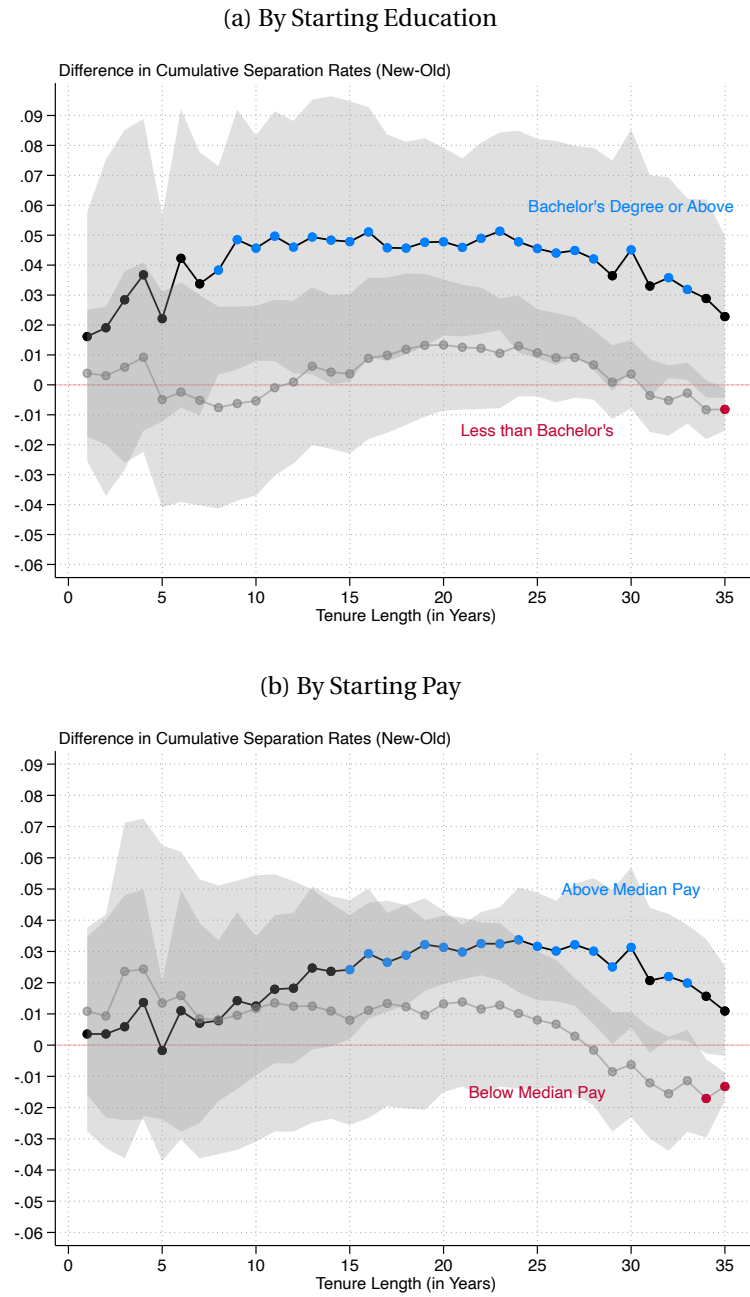 (a) By Starting Education
Difference in Cumulative Separation Rates (New-Old)
.09
.08
.07
.06
Bachelor's Degree or Above
.05
.04
.03
.02
.01
0
-.01
Less than Bachelor's
-.02
-.03
-.04
-.05
-.06
0 5 10 15 20 25 30 35
Tenure Length (in Years)
(b) By Starting Pay
Difference in Cumulative Separation Rates (New-Old)
.09
.08
.07
.06
.05
Above Median Pay
.04
.03
.02
.01
0
-.01
Below Median Pay
-.02
-.03
-.04
-.05
-.06
0 5 10 15 20 25 30 35
Tenure Length (in Years)